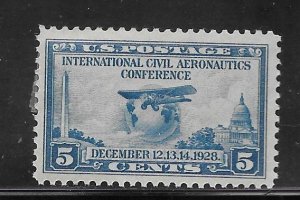 U.S. POSTAGE
INTERNATIONAL CIVIL AERONAUTICS
CONFERENCE
DECEMBER 12,13,14,1928.
5 CENTS 5